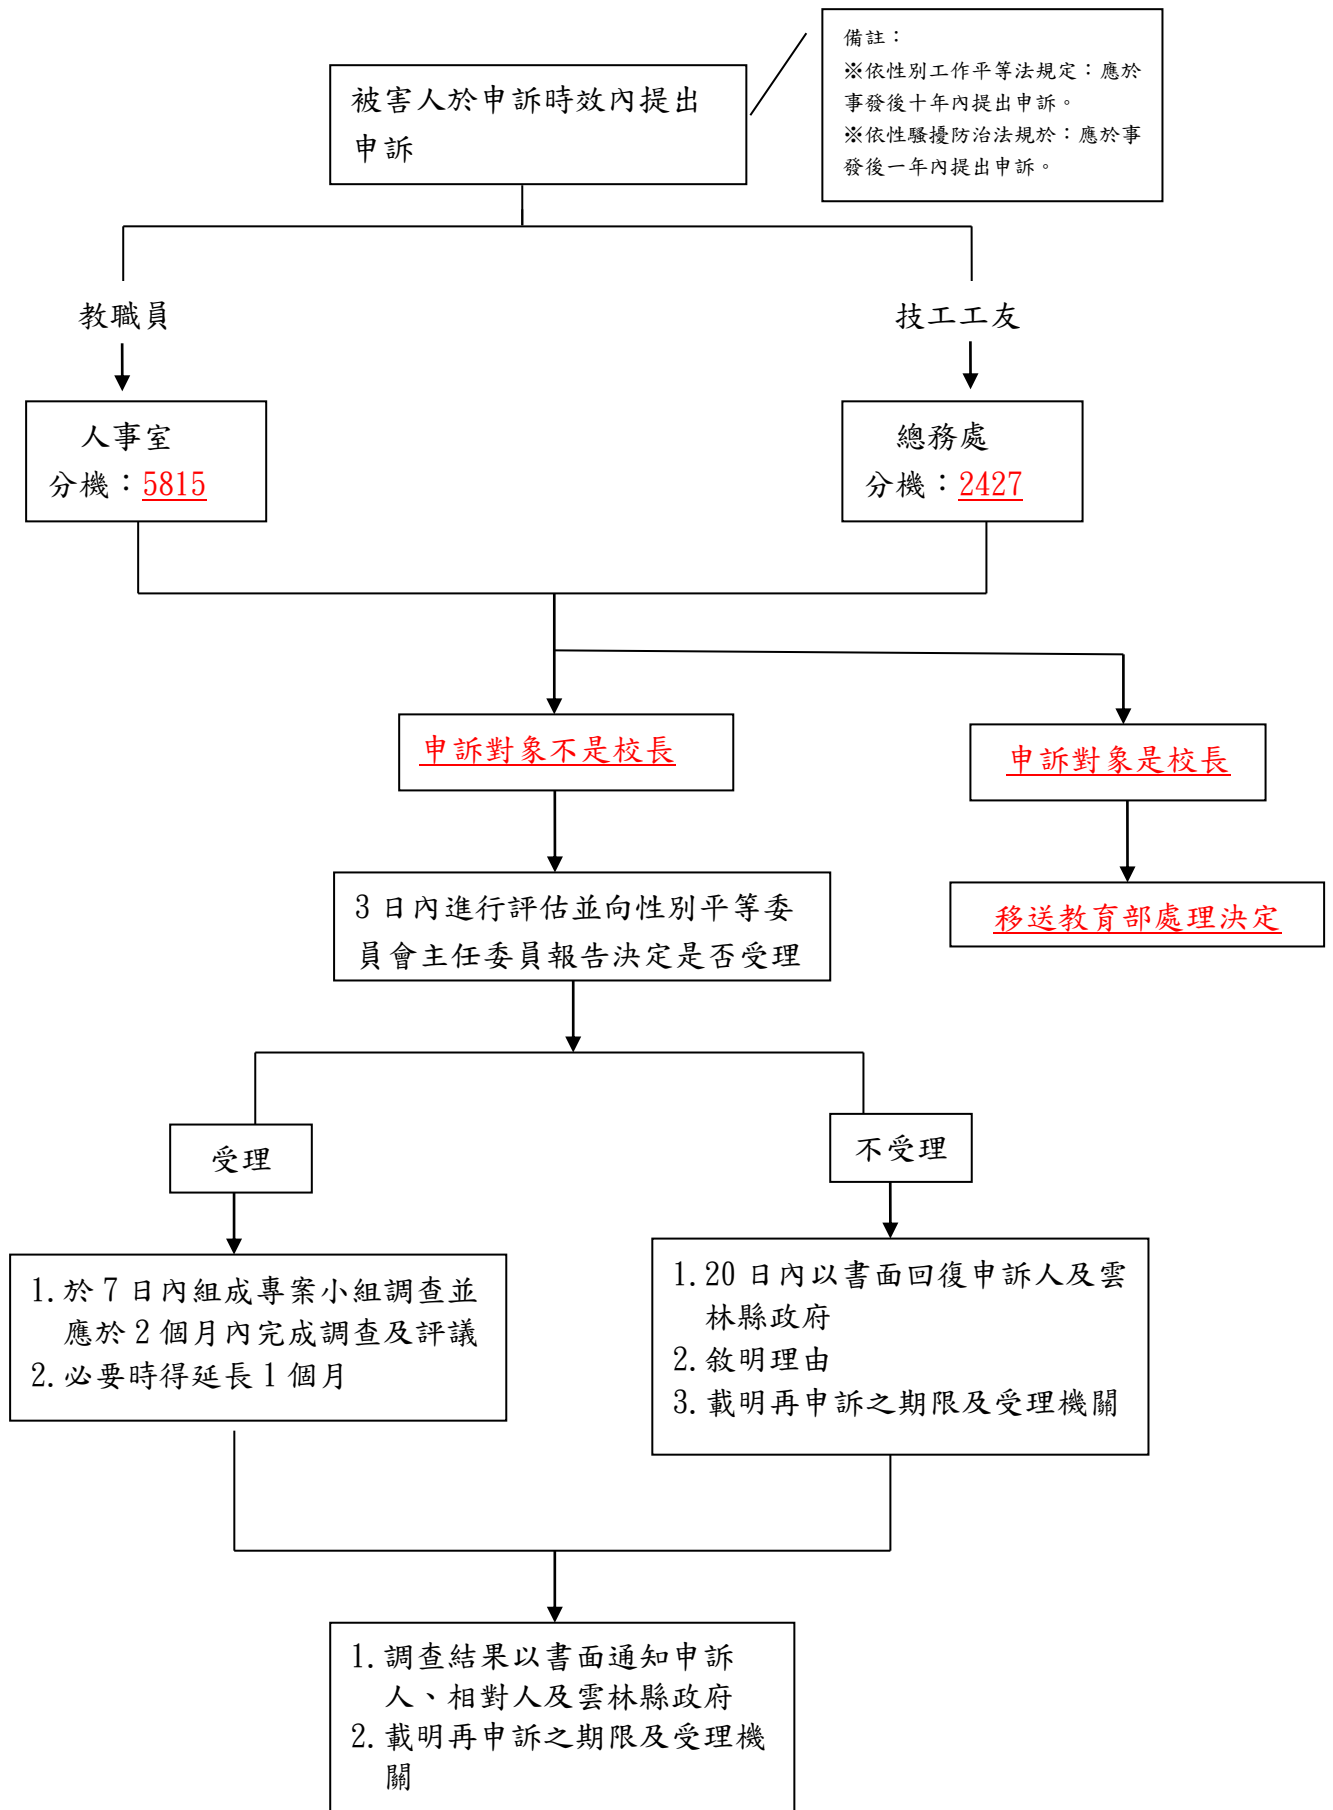 備註：
※依性別工作平等法規定：應於
事發後十年內提出申訴。
※依性騷擾防治法規於：應於事
發後一年內提出申訴。
被害人於申訴時效內提出
申訴
教職員
技工工友
人事室
分機：5815
總務處
分機：2427
申訴對象不是校長
申訴對象是校長
3 日內進行評估並向性別平等委
員會主任委員報告決定是否受理
移送教育部處理決定
受理
不受理
1. 於 7 日內組成專案小組調查並
應於 2 個月內完成調查及評議
2. 必要時得延長 1 個月
1. 20 日內以書面回復申訴人及雲
林縣政府
2. 敘明理由
3. 載明再申訴之期限及受理機關
1. 調查結果以書面通知申訴
人、相對人及雲林縣政府
2. 載明再申訴之期限及受理機
關